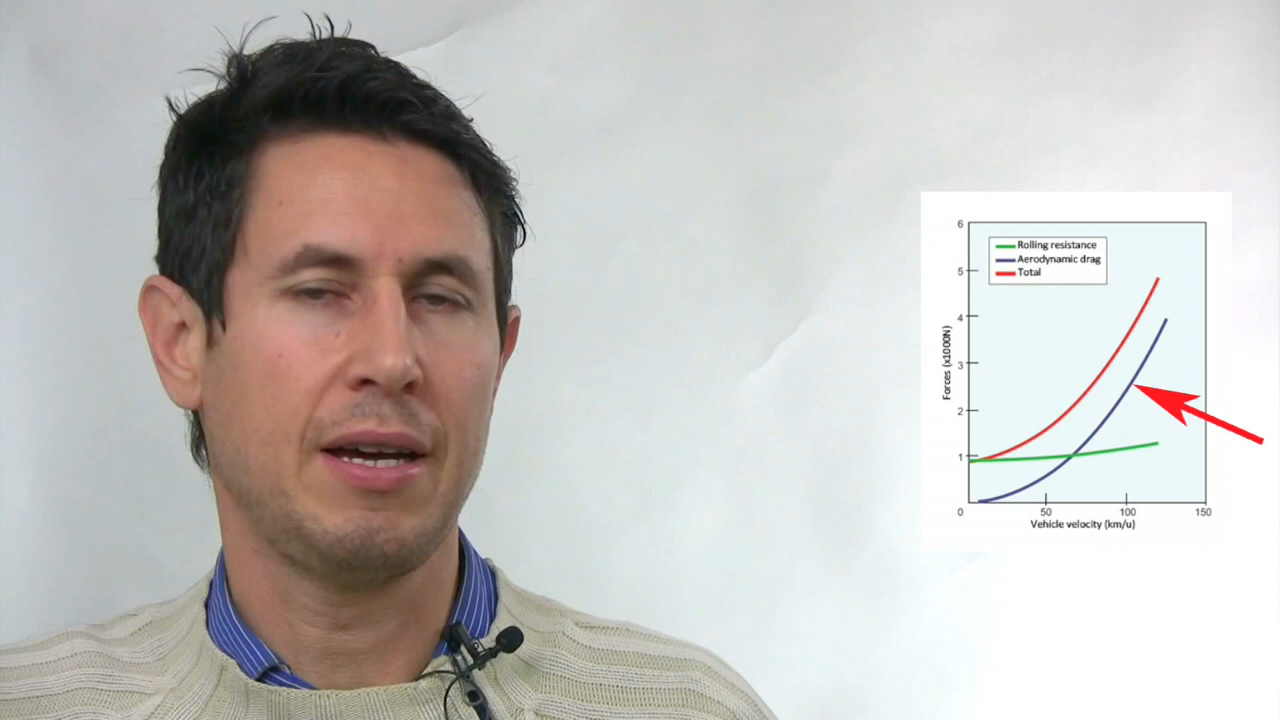 6
Rolling resistance
Aerodynamic drag
Total
5
4
3
2
1
0
50
100
150
Forces (x1000N)
Vehicle velocity (km/u)